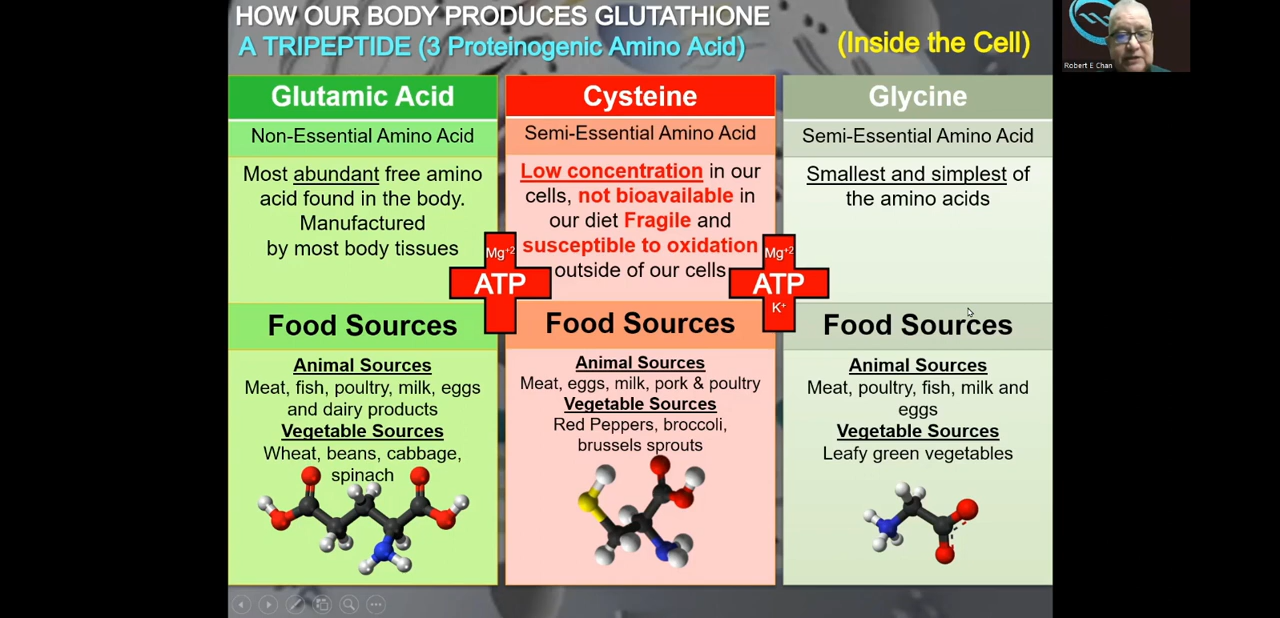 HOW OUR BODY PRODUCES GLUTATHIONE
A TRIPEPTIDE (3 Proteinogenic Amino Acid)
(Inside the Cell)
Robert E Chan
Glutamic Acid
Non-Essential Amino Acid
Most abundant free amino
acid found in the body.
Manufactured
by most body tissues
Food Sources
Animal Sources
Meat, fish, poultry, milk, eggs
and dairy products
Vegetable Sources
Wheat, beans, cabbage,
spinach
Mg+2
ATP
Cysteine
Semi-Essential Amino Acid
Low concentration in our
cells, not bioavailable in
our diet Fragile and
susceptible to oxidation
outside of our cells
Food Sources
Animal Sources
Meat, eggs, milk, pork & poultry
Vegetable Sources
Red Peppers, broccoli,
brussels sprouts
Mg+2
ATP
K+
Glycine
Semi-Essential Amino Acid
Smallest and simplest of
the amino acids
Food Sources
Animal Sources
Meat, poultry, fish, milk and
eggs
Vegetable Sources
Leafy green vegetables